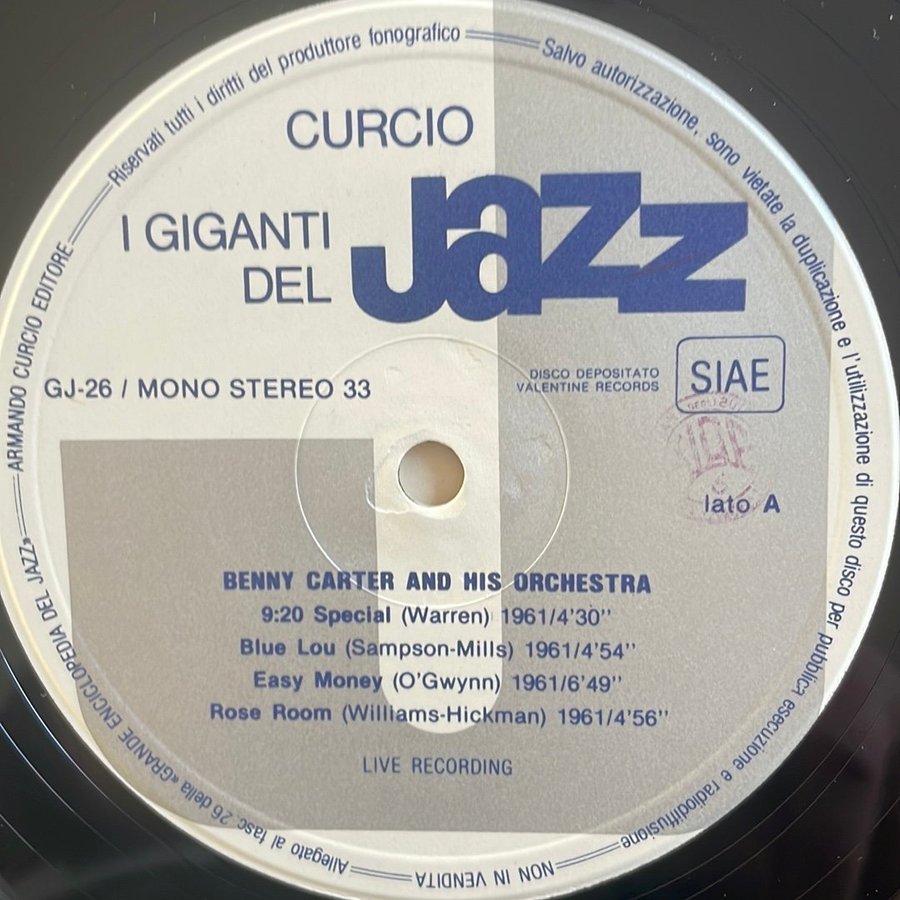 CURCIO
I GIGANTI
DEL
JAZZ
GJ-26 / MONO STEREO 33
DISCO DEPOSITATO
VALENTINE RECORDS
SIAE
lato A
BENNY CARTER AND HIS ORCHESTRA
9:20 Special (Warren) 1961/4'30''
Blue Lou (Sampson-Mills) 1961/4'54''
Easy Money (O'Gwynn) 1961/6'49''
Rose Room (Williams-Hickman) 1961/4'56''
LIVE RECORDING
ARMANDO CURCIO EDITORE
Riservati tutti i diritti del produttore fonografico
Salvo autorizzazione, sono vietate la duplicazione e l'utilizzazione di questo disco per pubblica esecuzione e radiodiffusione
NON IN VENDITA
Allegato al fasc. 26 della «GRANDE ENCICLOPEDIA DEL JAZZ»